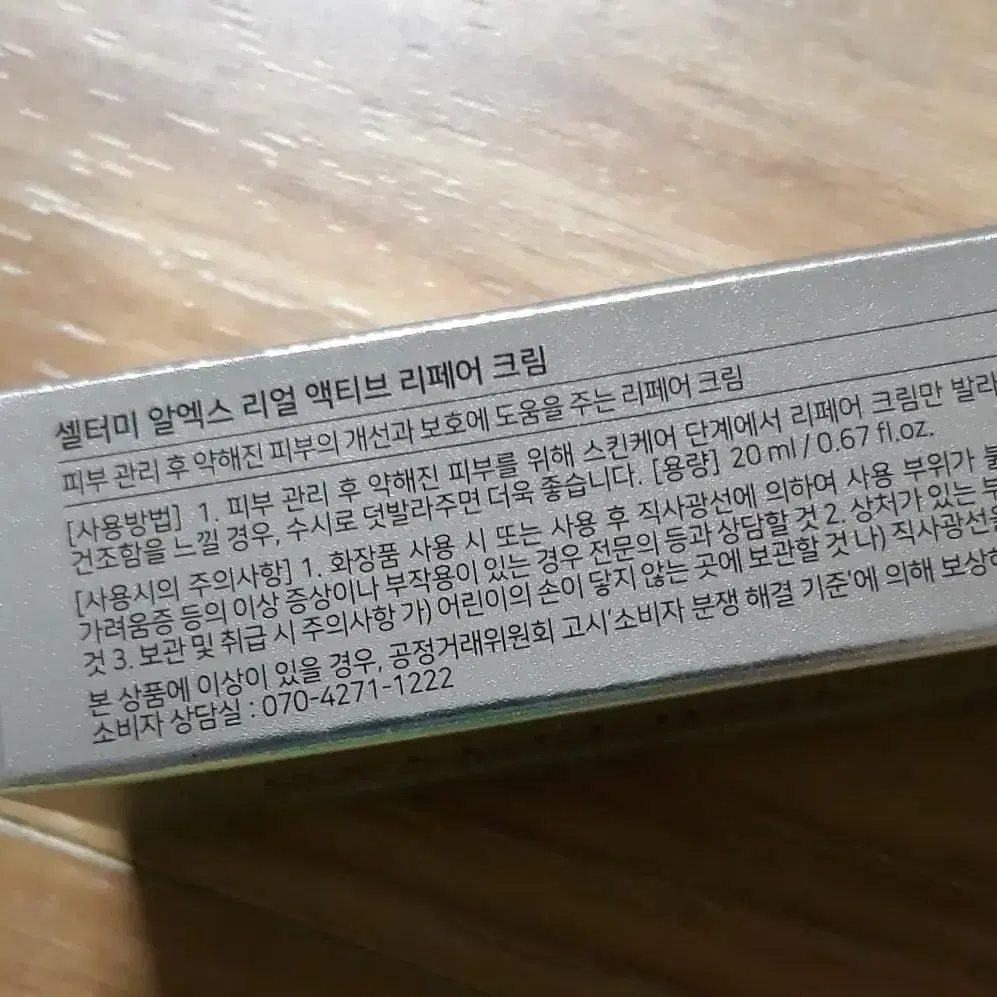 셀터미 알엑스 리얼 액티브 리페어 크림
피부 관리 후 약해진 피부의 개선과 보호에 도움을 주는 리페어 크림
[사용방법] 1. 피부 관리 후 약해진 피부를 위해 스킨케어 단계에서 리페어 크림만 발라
건조함을 느낄 경우, 수시로 덧발라주면 더욱 좋습니다. [용량] 20 ml / 0.67 fl.oz.
[사용시의 주의사항] 1. 화장품 사용 시 또는 사용 후 직사광선에 의하여 사용 부위가
가려움증 등의 이상 증상이나 부작용이 있는 경우 전문의 등과 상담할 것 2. 상처가 있는
것 3. 보관 및 취급 시 주의사항 가) 어린이의 손이 닿지 않는 곳에 보관할 것 나) 직사광선을
본 상품에 이상이 있을 경우, 공정거래위원회 고시 '소비자 분쟁 해결 기준'에 의해 보상
소비자 상담실 : 070-4271-1222